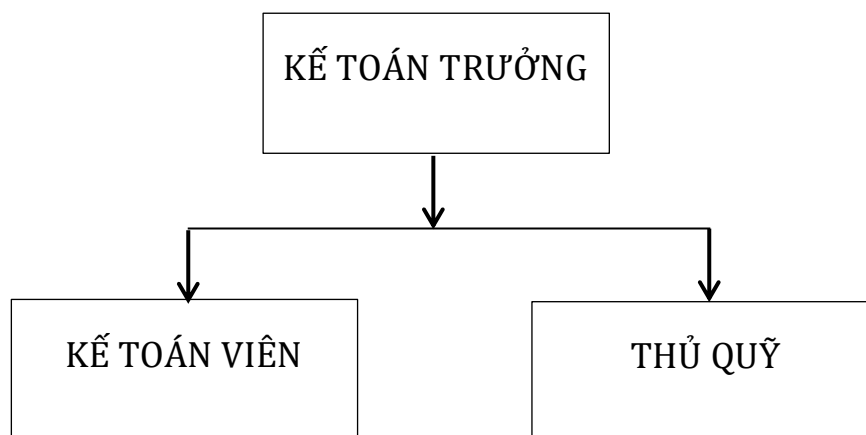 KẾ TOÁN TRƯỞNG
KẾ TOÁN VIÊN
THỦ QUỸ